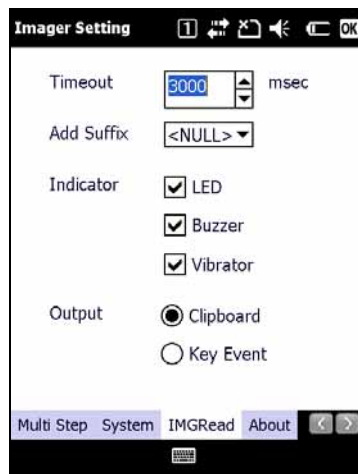 Imager Setting 1 OK
Timeout 3000 msec
Add Suffix <NULL>
Indicator LED
Buzzer
Vibrator
Output Clipboard
Key Event
Multi Step System IMGRead About